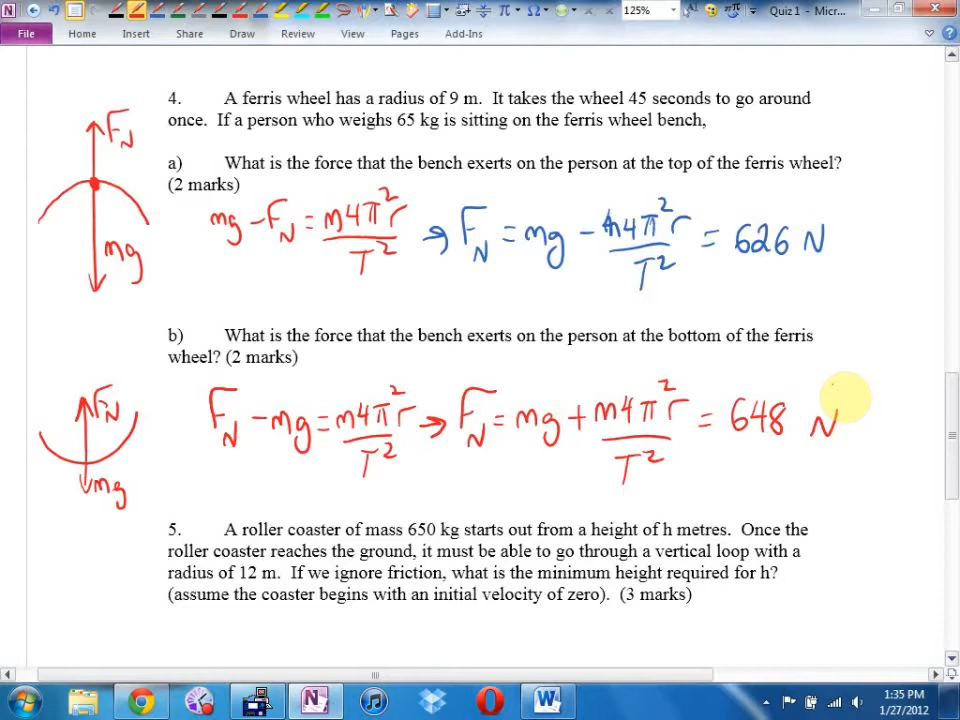 125%
Quiz 1 - Micr...
File Home Insert Share Draw Review View Pages Add-Ins
4. A ferris wheel has a radius of 9 m. It takes the wheel 45 seconds to go around
once. If a person who weighs 65 kg is sitting on the ferris wheel bench,
a) What is the force that the bench exerts on the person at the top of the ferris wheel?
(2 marks)
F_N
mg
mg - F_N = m4π²r / T² → F_N = mg - m4π²r / T² = 626 N
b) What is the force that the bench exerts on the person at the bottom of the ferris
wheel? (2 marks)
F_N
mg
F_N - mg = m4π²r / T² → F_N = mg + m4π²r / T² = 648 N
5. A roller coaster of mass 650 kg starts out from a height of h metres. Once the
roller coaster reaches the ground, it must be able to go through a vertical loop with a
radius of 12 m. If we ignore friction, what is the minimum height required for h?
(assume the coaster begins with an initial velocity of zero). (3 marks)
1:35 PM
1/27/2012